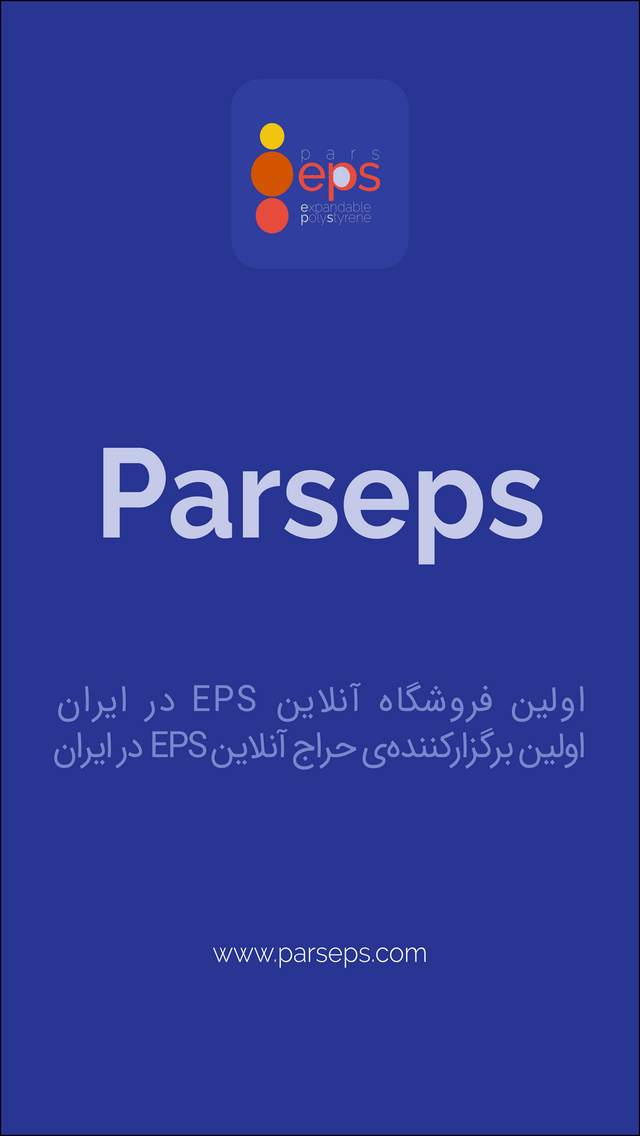 pars
eps
expandable
polystyrene
Parseps
اولین فروشگاه آنلاین EPS در ایران
اولین برگزارکننده‌ی حراج آنلاین EPS در ایران
www.parseps.com